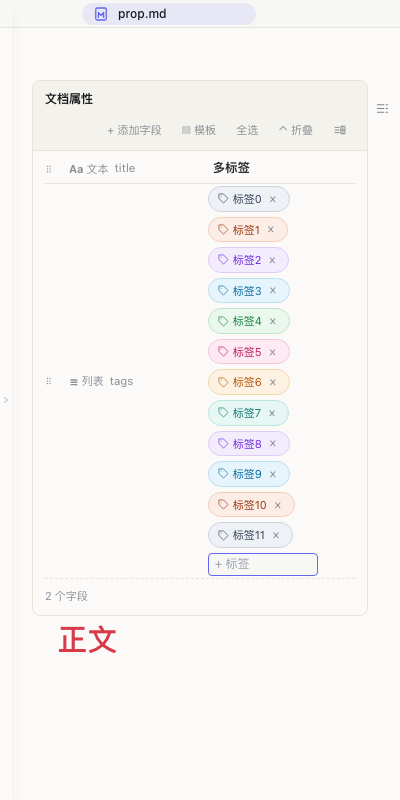 prop.md
文档属性
+ 添加字段 模板 全选 折叠
Aa 文本 title 多标签
标签0 ×
标签1 ×
标签2 ×
标签3 ×
标签4 ×
标签5 ×
列表 tags 标签6 ×
标签7 ×
标签8 ×
标签9 ×
标签10 ×
标签11 ×
+ 标签
2 个字段
正文